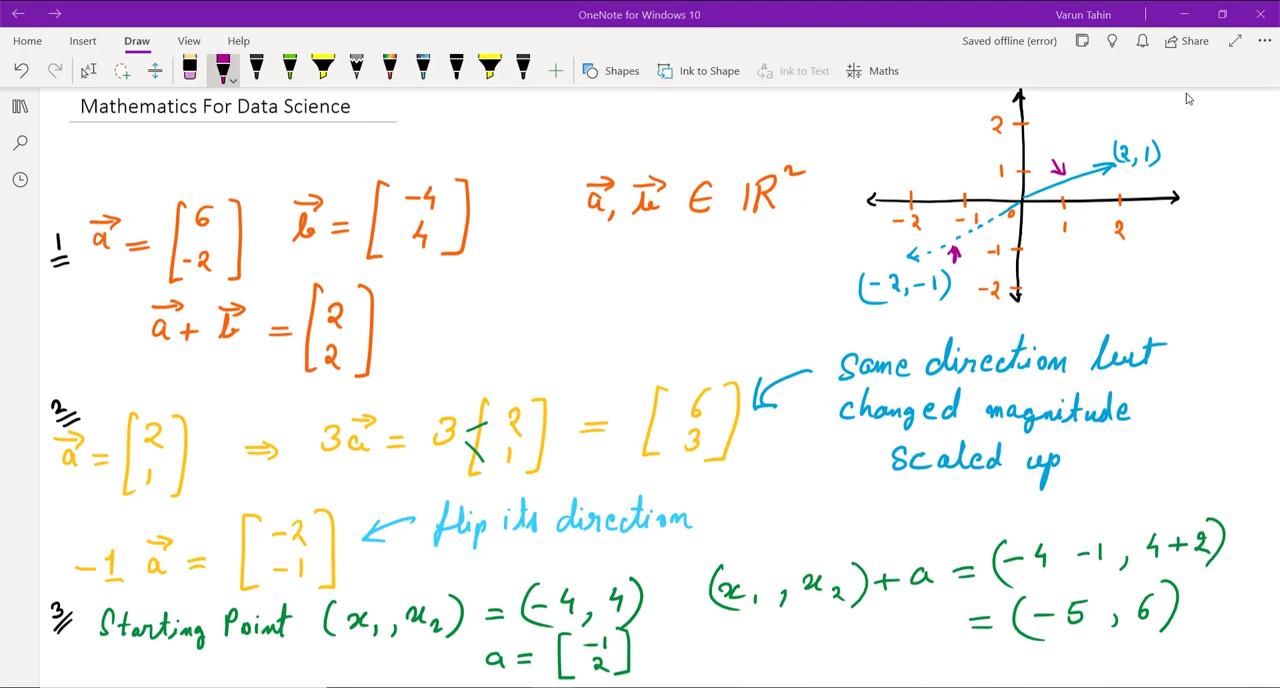 OneNote for Windows 10
Varun Tahin
Home Insert Draw View Help
Saved offline (error)
Share
Shapes
Ink to Shape
Ink to Text
Maths
Mathematics For Data Science
1 a⃗ = [6 -2] b⃗ = [-4 4] a⃗, b⃗ ∈ ℝ²
a⃗ + b⃗ = [2 2]
2
1
(2,1)
-2 -1 0 1 2
-1
-2
(-2,-1)
Same direction but
changed magnitude
scaled up
2 a⃗ = [2 1] ⇒ 3a⃗ = 3[2 1] = [6 3]
-1 a⃗ = [-2 -1] ← flip its direction
3 Starting Point (x₁,x₂) = (-4,4)
a = [-1 2]
(x₁,x₂)+a = (-4 -1, 4+2)
= (-5, 6)